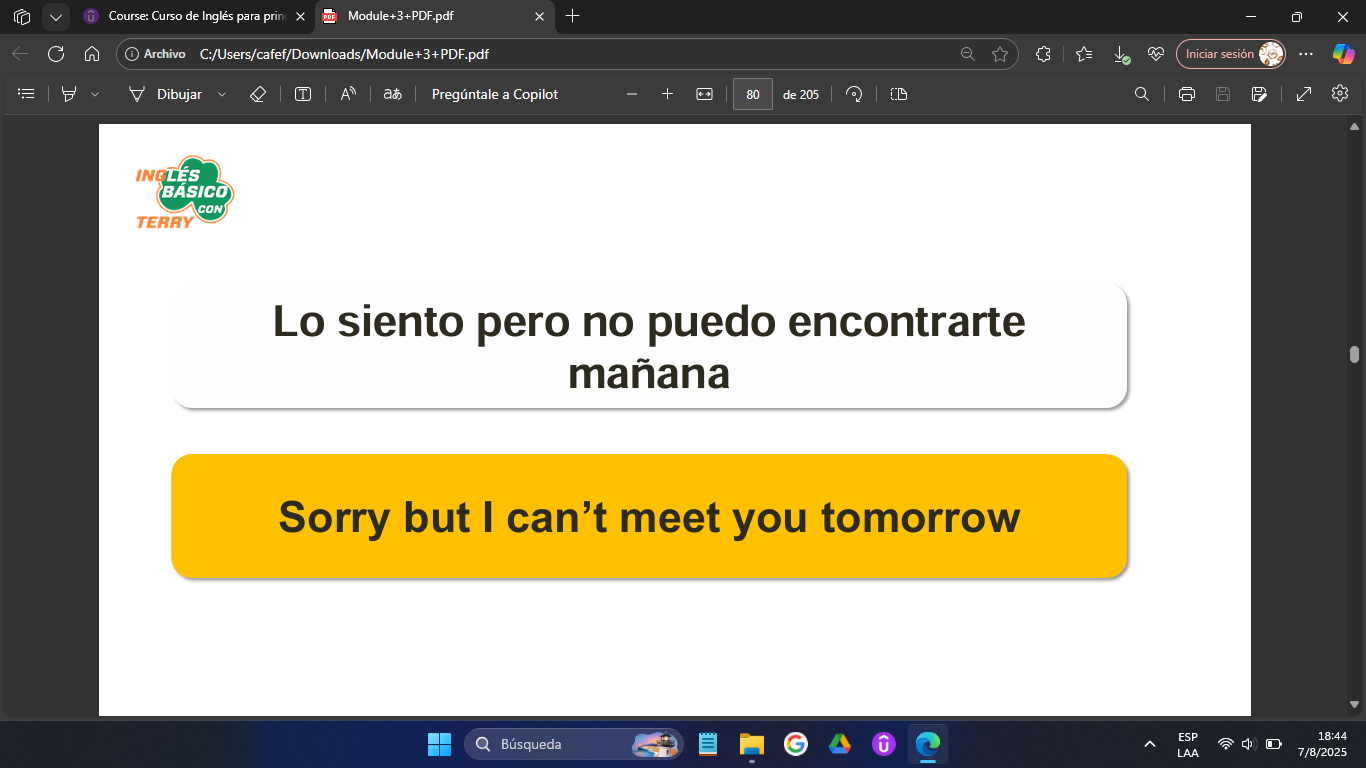 Course: Curso de Inglés para prin
Module+3+PDF.pdf
Archivo C:/Users/cafef/Downloads/Module+3+PDF.pdf
Iniciar sesión
Dibujar
aあ
Pregúntale a Copilot
80 de 205
INGLÉS
BÁSICO
CON
TERRY
Lo siento pero no puedo encontrarte
mañana
Sorry but I can’t meet you tomorrow
Búsqueda
ESP
LAA
18:44
7/8/2025